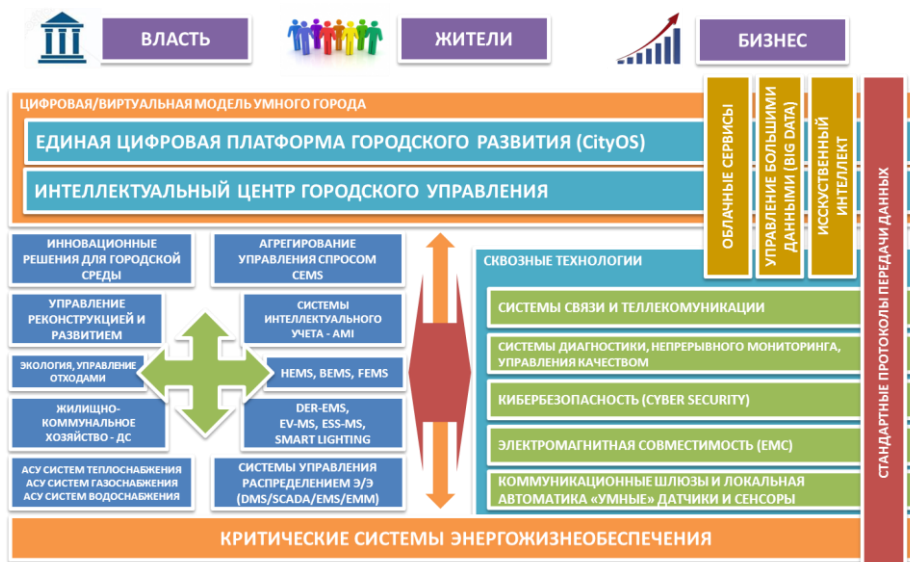 ВЛАСТЬ
ЖИТЕЛИ
БИЗНЕС
ЦИФРОВАЯ/ВИРТУАЛЬНАЯ МОДЕЛЬ УМНОГО ГОРОДА
ЕДИНАЯ ЦИФРОВАЯ ПЛАТФОРМА ГОРОДСКОГО РАЗВИТИЯ (CityOS)
ИНТЕЛЛЕКТУАЛЬНЫЙ ЦЕНТР ГОРОДСКОГО УПРАВЛЕНИЯ
ОБЛАЧНЫЕ СЕРВИСЫ
УПРАВЛЕНИЕ БОЛЬШИМИ
ДАННЫМИ (BIG DATA)
ИССКУСТВЕННЫЙ
ИНТЕЛЛЕКТ
СТАНДАРТНЫЕ ПРОТОКОЛЫ ПЕРЕДАЧИ ДАННЫХ
ИННОВАЦИОННЫЕ
РЕШЕНИЯ ДЛЯ ГОРОДСКОЙ
СРЕДЫ
АГРЕГИРОВАНИЕ
УПРАВЛЕНИЯ СПРОСОМ
CEMS
УПРАВЛЕНИЕ
РЕКОНСТРУКЦИЕЙ И
РАЗВИТИЕМ
СИСТЕМЫ
ИНТЕЛЛЕКТУАЛЬНОГО
УЧЕТА - AMI
ЭКОЛОГИЯ, УПРАВЛЕНИЕ
ОТХОДАМИ
HEMS, BEMS, FEMS
ЖИЛИЩНО-
КОММУНАЛЬНОЕ
ХОЗЯЙСТВО - ДС
DER-EMS,
EV-MS, ESS-MS,
SMART LIGHTING
АСУ СИСТЕМ ТЕПЛОСНАБЖЕНИЯ
АСУ СИСТЕМ ГАЗОСНАБЖЕНИЯ
АСУ СИСТЕМ ВОДОСНАБЖЕНИЯ
СИСТЕМЫ УПРАВЛЕНИЯ
РАСПРЕДЕЛЕНИЕМ Э/Э
(DMS/SCADA/EMS/EMM)
СКВОЗНЫЕ ТЕХНОЛОГИИ
СИСТЕМЫ СВЯЗИ И ТЕЛЛЕКОМУНИКАЦИИ
СИСТЕМЫ ДИАГНОСТИКИ, НЕПРЕРЫВНОГО МОНИТОРИНГА,
УПРАВЛЕНИЯ КАЧЕСТВОМ
КИБЕРБЕЗОПАСНОСТЬ (CYBER SECURITY)
ЭЛЕКТРОМАГНИТНАЯ СОВМЕСТИМОСТЬ (EMC)
КОММУНИКАЦИОННЫЕ ШЛЮЗЫ И ЛОКАЛЬНАЯ
АВТОМАТИКА «УМНЫЕ» ДАТЧИКИ И СЕНСОРЫ
КРИТИЧЕСКИЕ СИСТЕМЫ ЭНЕРГОЖИЗНЕОБЕСПЕЧЕНИЯ